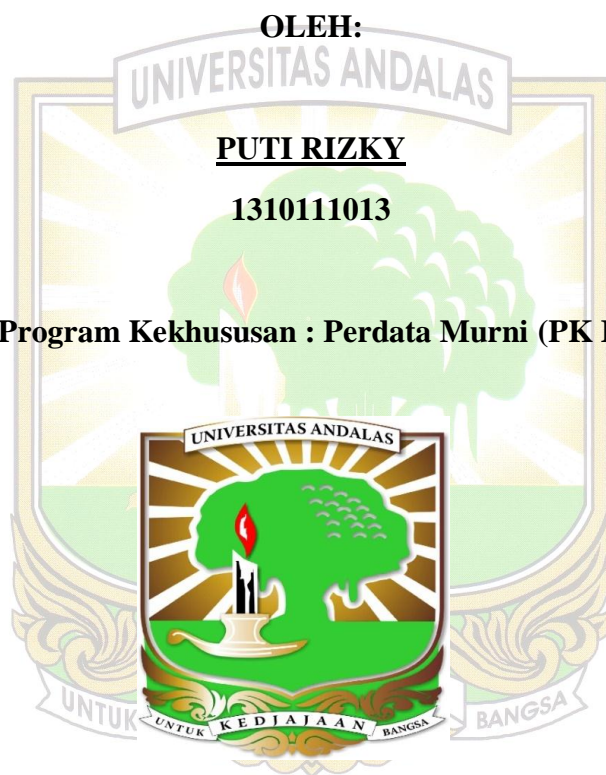 OLEH:
UNIVERSITAS ANDALAS
PUTI RIZKY
1310111013
Program Kekhususan : Perdata Murni (PK
UNIVERSITAS ANDALAS
UNTUK KEDJAJAAN BANGSA
UNTUK BANGSA